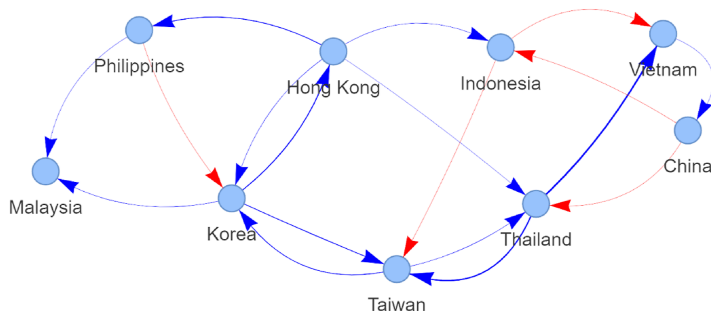 Philippines
Hong Kong
Indonesia
Vietnam
China
Malaysia
Korea
Thailand
Taiwan